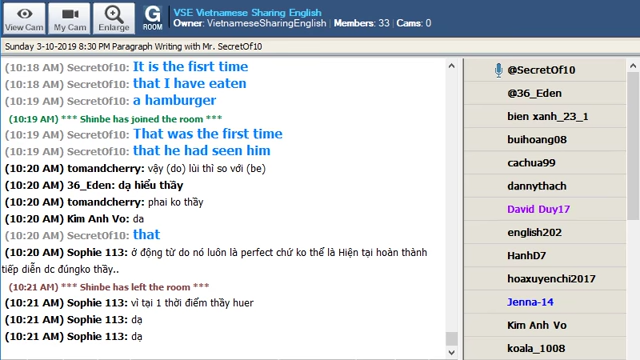 View Cam
My Cam
Enlarge
G
ROOM
VSE Vietnamese Sharing English
Owner: VietnameseSharingEnglish | Members: 33 | Cams: 0
Sunday 3-10-2019 8:30 PM Paragraph Writing with Mr. SecretOf10
(10:18 AM) SecretOf10: It is the fisrt time
(10:18 AM) SecretOf10: that I have eaten
(10:19 AM) SecretOf10: a hamburger
(10:19 AM) *** Shinbe has joined the room ***
(10:19 AM) SecretOf10: That was the first time
(10:19 AM) SecretOf10: that he had seen him
(10:20 AM) tomandcherry: vậy (do) lùi thì so với (be)
(10:20 AM) 36_Eden: dạ hiểu thầy
(10:20 AM) tomandcherry: phai ko thầy
(10:20 AM) Kim Anh Vo: da
(10:20 AM) SecretOf10: that
(10:20 AM) Sophie 113: ở động từ do nó luôn là perfect chứ ko thể là Hiện tại hoàn thành
tiếp diễn dc đúngko thầy..
(10:21 AM) *** Shinbe has left the room ***
(10:21 AM) Sophie 113: vì tại 1 thời điểm thầy huer
(10:21 AM) Sophie 113: dạ
(10:21 AM) Sophie 113: dạ
@SecretOf10
@36_Eden
bien xanh_23_1
buihoang08
cachua99
dannythach
David Duy17
english202
HanhD7
hoaxuyenchi2017
Jenna-14
Kim Anh Vo
koala_1008